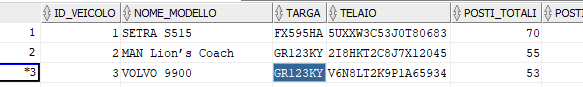 ID_VEICOLO NOME_MODELLO TARGA TELAIO POSTI_TOTALI POSTI
1 1 SETRA S515 FX595HA 5UXXW3C53J0T80683 70
2 2 MAN Lion's Coach GR123KY 2I8HKT2C8J7X12045 55
*3 3 VOLVO 9900 GR123KY V6N8LT2K9P1A65934 53